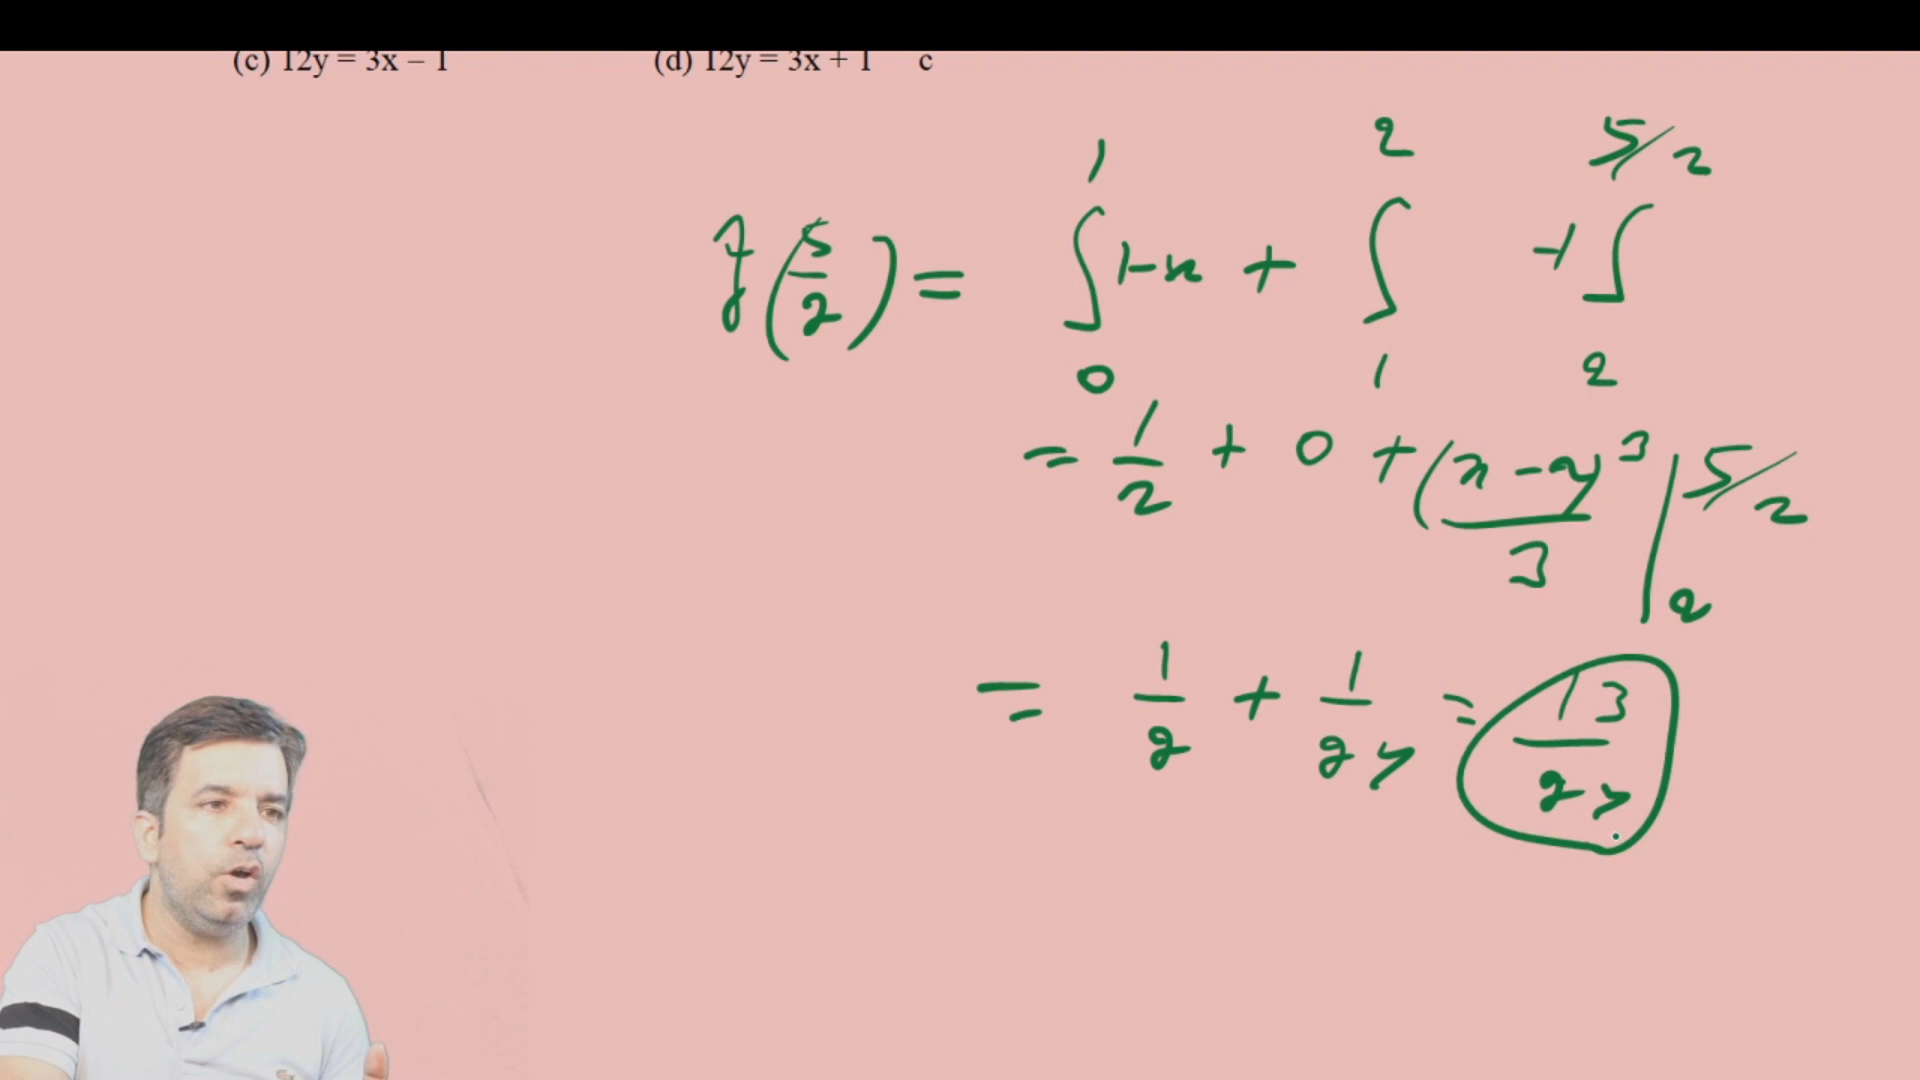 (c) 12y = 3x – 1 (d) 12y = 3x + 1 c
f(5/2) = ∫₀¹ 1-x + ∫₁² + ∫₂^{5/2}
= 1/2 + 0 + (x-2)³/3 |₂^{5/2}
= 1/2 + 1/24 = 13/24